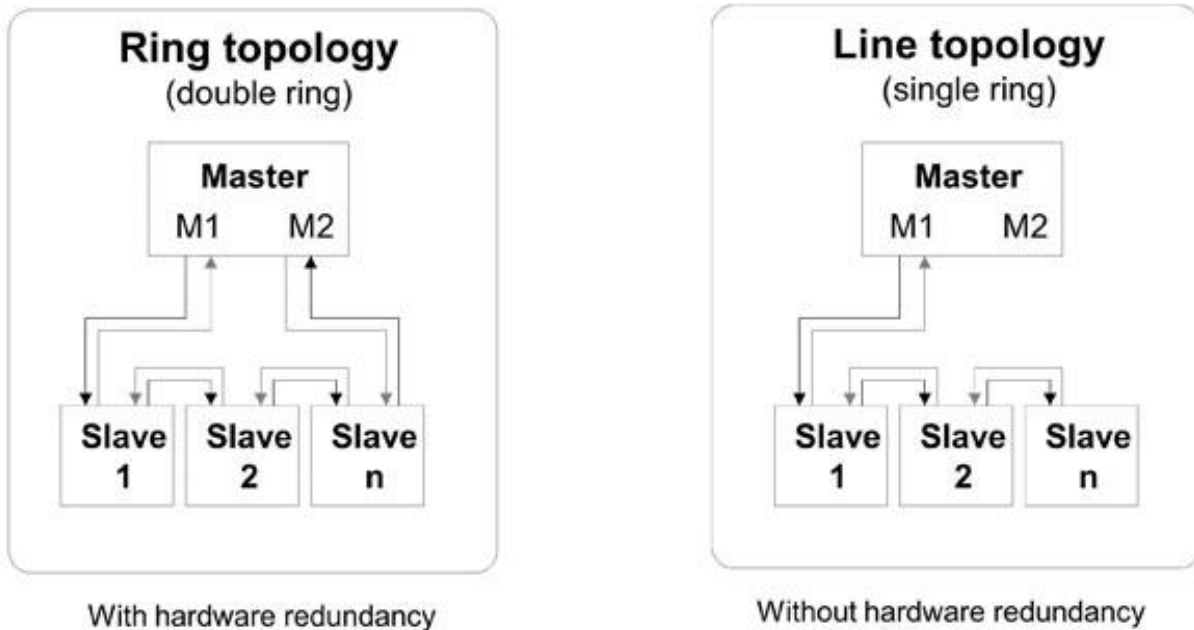 Ring topology
(double ring)
Master
M1 M2
Slave 1
Slave 2
Slave n
With hardware redundancy
Line topology
(single ring)
Master
M1 M2
Slave 1
Slave 2
Slave n
Without hardware redundancy